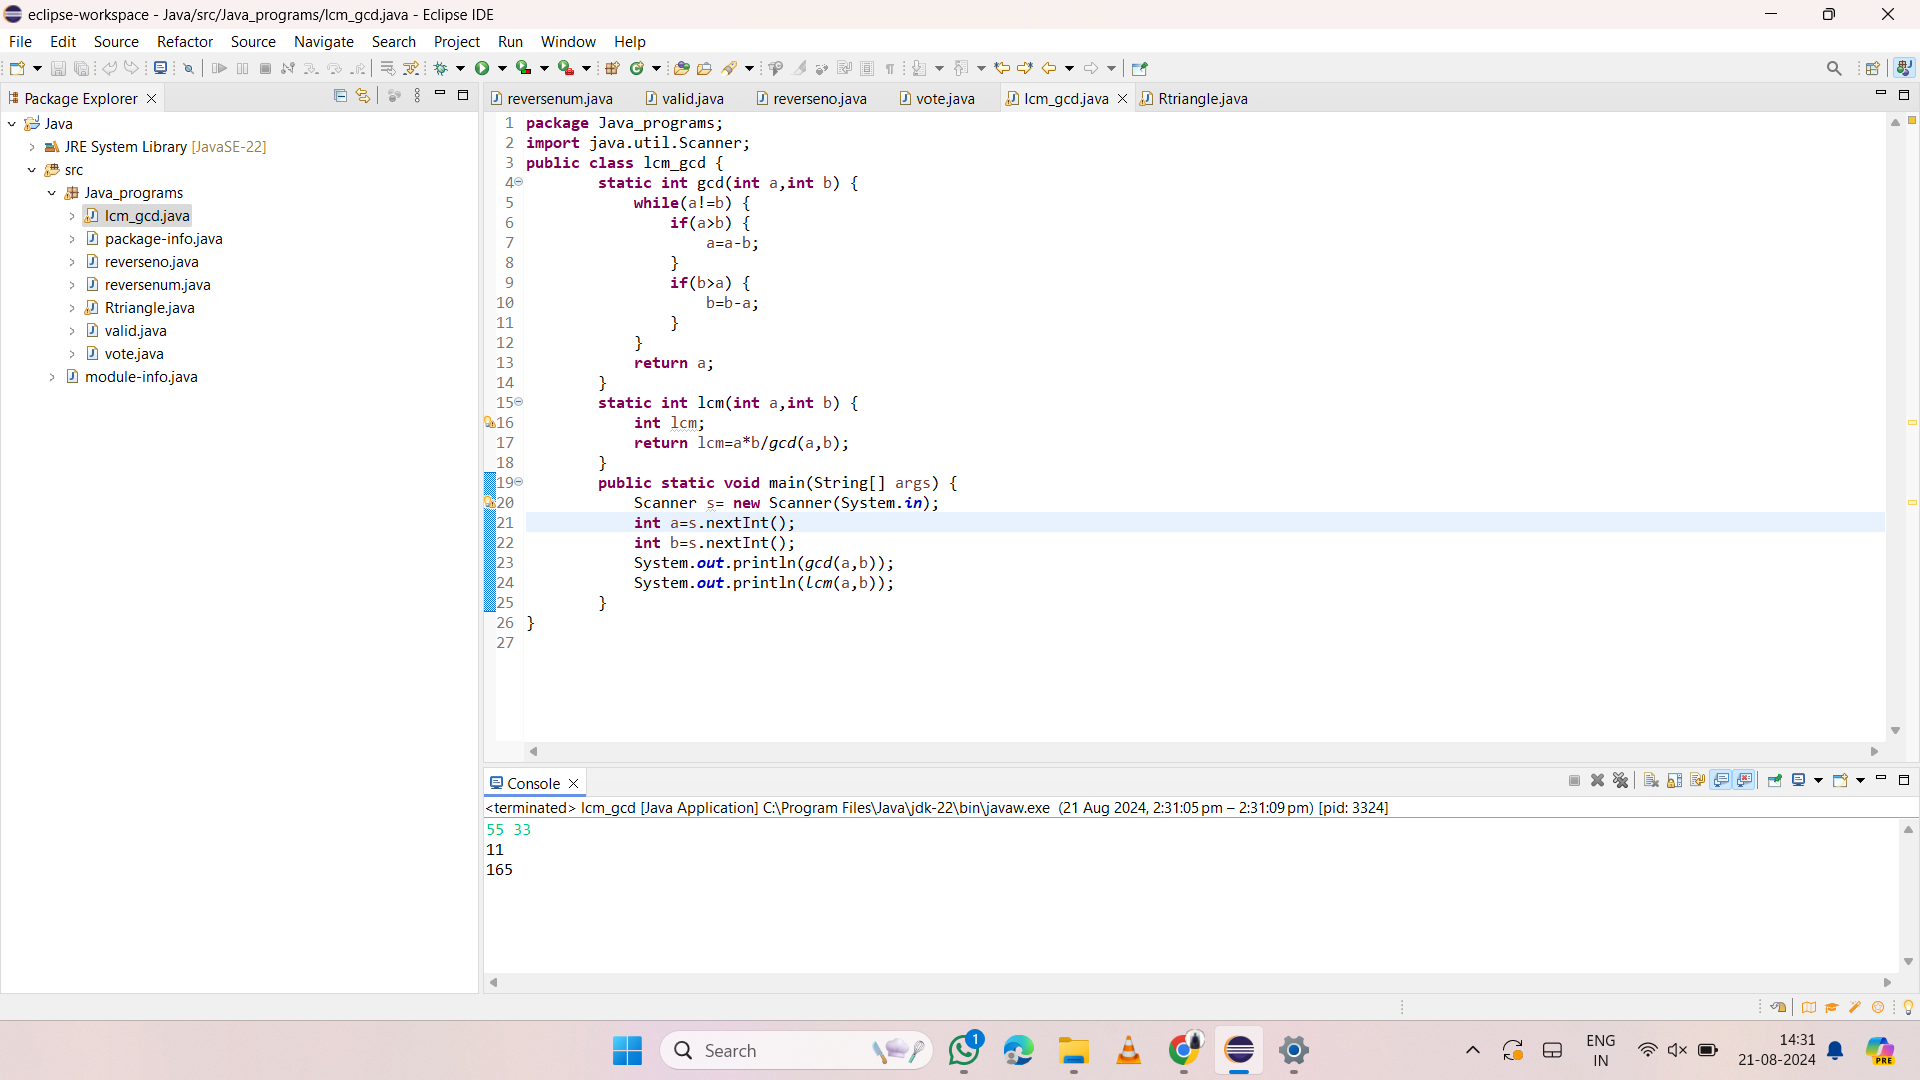 eclipse-workspace - Java/src/Java_programs/lcm_gcd.java - Eclipse IDE
File Edit Source Refactor Source Navigate Search Project Run Window Help
Package Explorer
Java
JRE System Library [JavaSE-22]
src
Java_programs
lcm_gcd.java
package-info.java
reverseno.java
reversenum.java
Rtriangle.java
valid.java
vote.java
module-info.java
reversenum.java valid.java reverseno.java vote.java lcm_gcd.java Rtriangle.java
1 package Java_programs;
2 import java.util.Scanner;
3 public class lcm_gcd {
4 static int gcd(int a,int b) {
5 while(a!=b) {
6 if(a>b) {
7 a=a-b;
8 }
9 if(b>a) {
10 b=b-a;
11 }
12 }
13 return a;
14 }
15 static int lcm(int a,int b) {
16 int lcm;
17 return lcm=a*b/gcd(a,b);
18 }
19 public static void main(String[] args) {
20 Scanner s= new Scanner(System.in);
21 int a=s.nextInt();
22 int b=s.nextInt();
23 System.out.println(gcd(a,b));
24 System.out.println(lcm(a,b));
25 }
26 }
27
Console
<terminated> lcm_gcd [Java Application] C:\Program Files\Java\jdk-22\bin\javaw.exe (21 Aug 2024, 2:31:05 pm – 2:31:09 pm) [pid: 3324]
55 33
11
165
Search
1
ENG
IN
14:31
21-08-2024
PRE